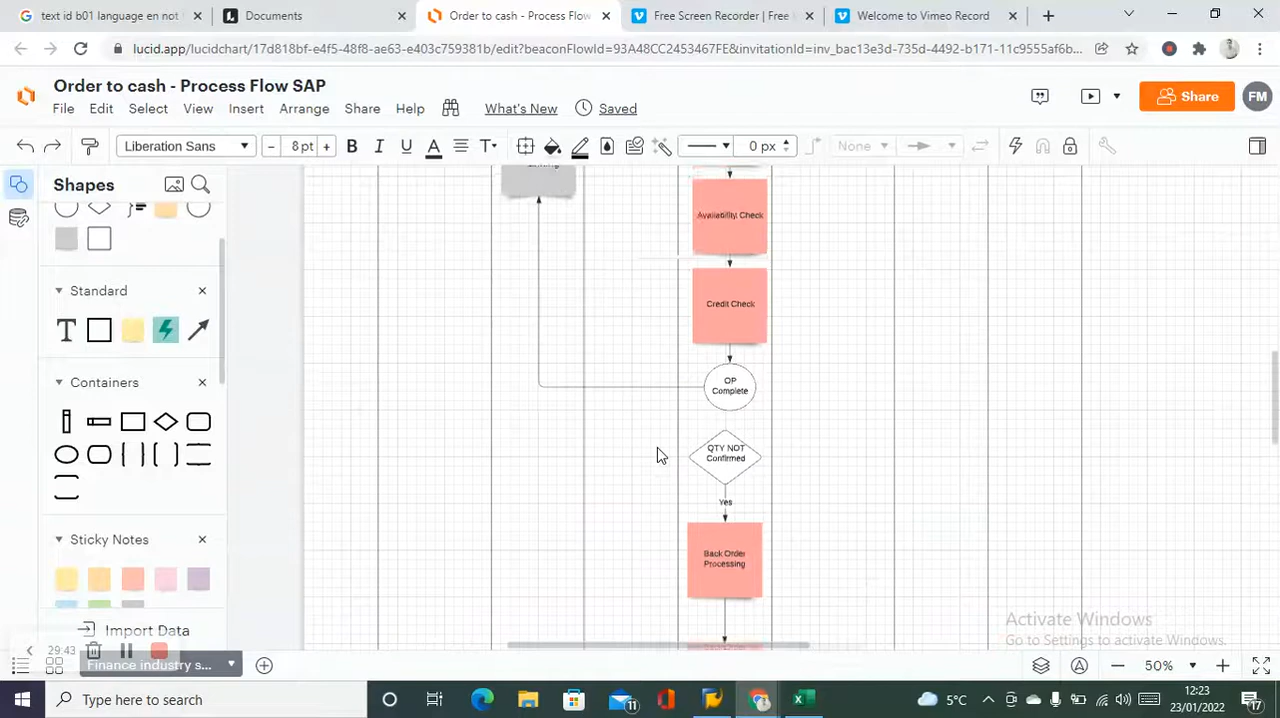 text id b01 language en not f
Documents
Order to cash - Process Flow
Free Screen Recorder | Free
Welcome to Vimeo Record
lucid.app/lucidchart/17d818bf-e4f5-48f8-ae63-e403c759381b/edit?beaconFlowId=93A48CC2453467FE&invitationId=inv_bac13e3d-735d-4492-b171-11c9555af6b...
Order to cash - Process Flow SAP
File Edit Select View Insert Arrange Share Help What's New Saved
Share
FM
Liberation Sans
8 pt
0 px
None
Shapes
Availability Check
Credit Check
OP
Complete
QTY NOT
Confirmed
Yes
Back Order
Processing
Standard
Containers
Sticky Notes
Import Data
29:43
Finance industry s...
Activate Windows
Go to Settings to activate Windows.
50%
Type here to search
11
5°C
12:23
23/01/2022
17